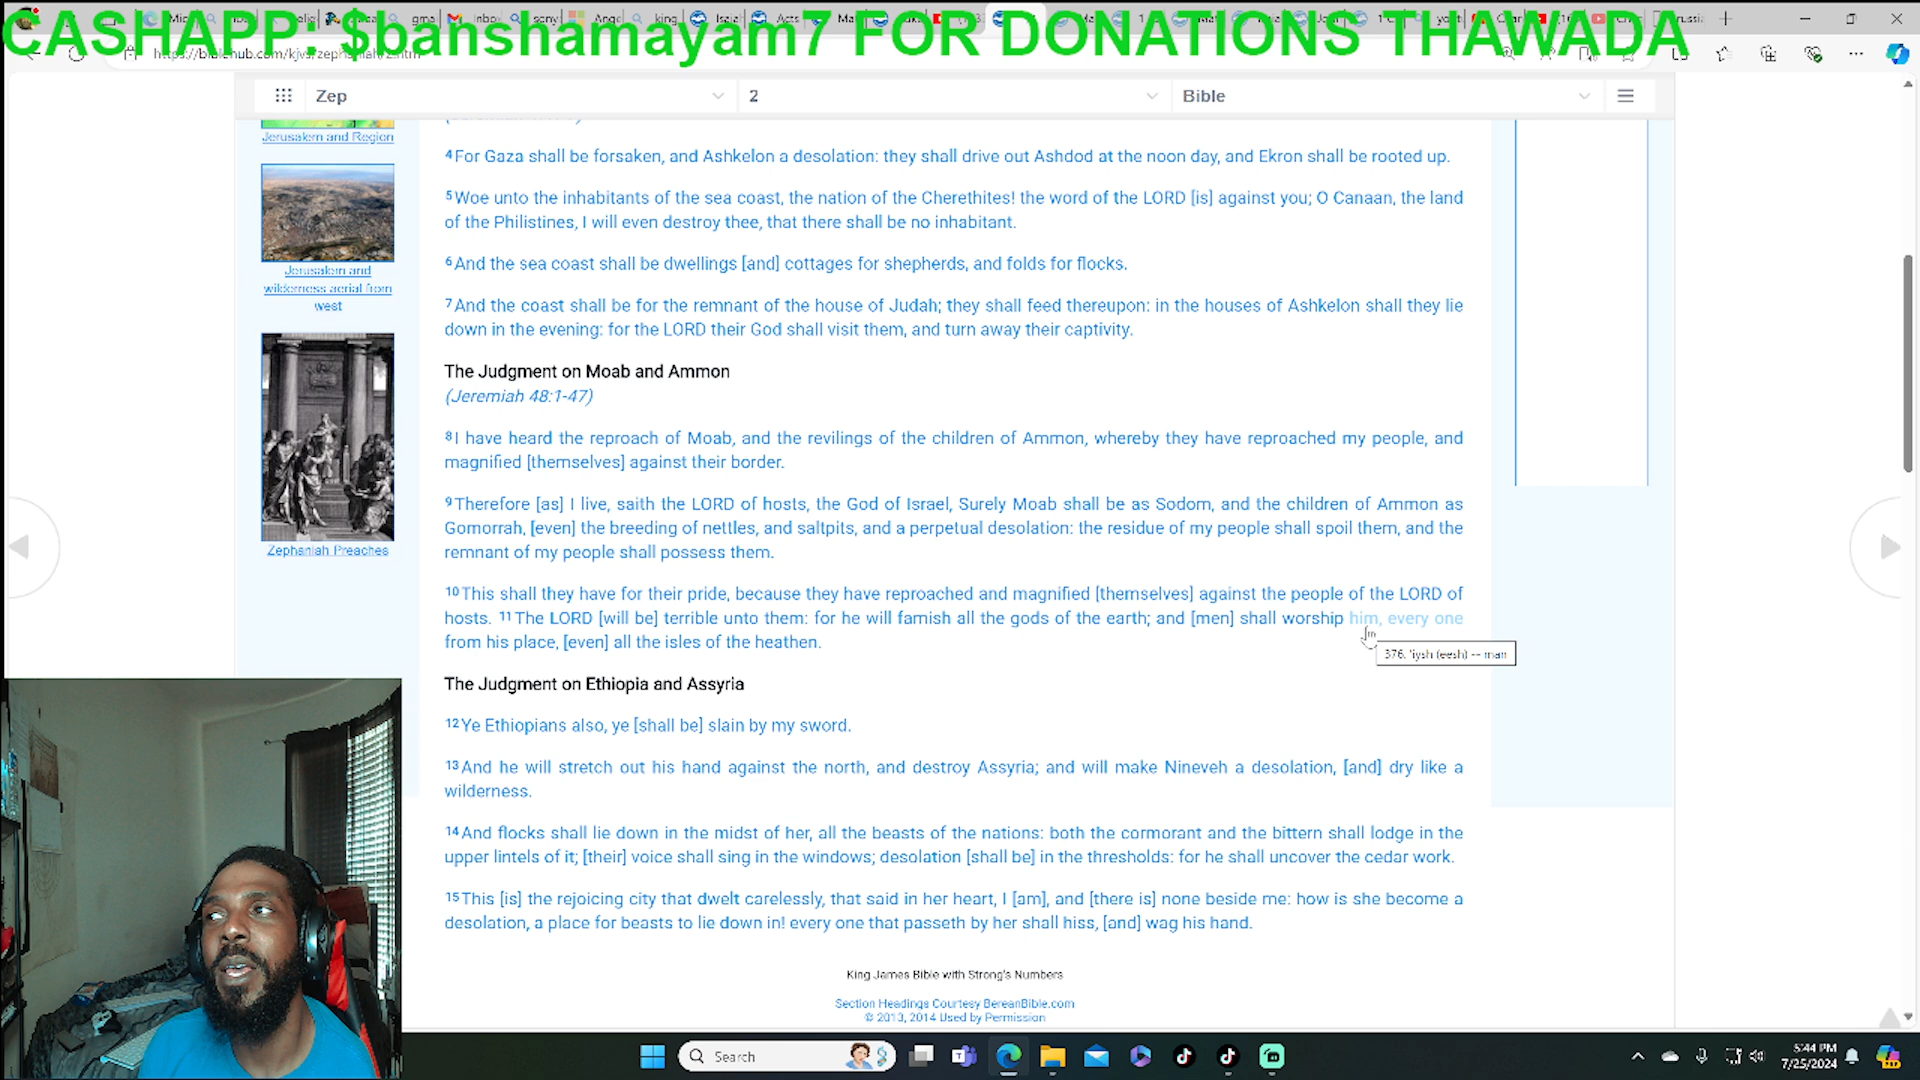 CASHAPP: $banshamayam7 FOR DONATIONS THAWADA
https://biblehub.com/kjvs/zephaniah/2.htm
Zep
2
Bible
Jerusalem and Region
Jerusalem and
wilderness aerial from
west
Zephaniah Preaches
4For Gaza shall be forsaken, and Ashkelon a desolation: they shall drive out Ashdod at the noon day, and Ekron shall be rooted up.
5Woe unto the inhabitants of the sea coast, the nation of the Cherethites! the word of the LORD [is] against you; O Canaan, the land
of the Philistines, I will even destroy thee, that there shall be no inhabitant.
6And the sea coast shall be dwellings [and] cottages for shepherds, and folds for flocks.
7And the coast shall be for the remnant of the house of Judah; they shall feed thereupon: in the houses of Ashkelon shall they lie
down in the evening: for the LORD their God shall visit them, and turn away their captivity.
The Judgment on Moab and Ammon
(Jeremiah 48:1-47)
8I have heard the reproach of Moab, and the revilings of the children of Ammon, whereby they have reproached my people, and
magnified [themselves] against their border.
9Therefore [as] I live, saith the LORD of hosts, the God of Israel, Surely Moab shall be as Sodom, and the children of Ammon as
Gomorrah, [even] the breeding of nettles, and saltpits, and a perpetual desolation: the residue of my people shall spoil them, and the
remnant of my people shall possess them.
10This shall they have for their pride, because they have reproached and magnified [themselves] against the people of the LORD of
hosts. 11The LORD [will be] terrible unto them: for he will famish all the gods of the earth; and [men] shall worship him, every one
from his place, [even] all the isles of the heathen.
376. 'iysh (eesh) -- man
The Judgment on Ethiopia and Assyria
12Ye Ethiopians also, ye [shall be] slain by my sword.
13And he will stretch out his hand against the north, and destroy Assyria; and will make Nineveh a desolation, [and] dry like a
wilderness.
14And flocks shall lie down in the midst of her, all the beasts of the nations: both the cormorant and the bittern shall lodge in the
upper lintels of it; [their] voice shall sing in the windows; desolation [shall be] in the thresholds: for he shall uncover the cedar work.
15This [is] the rejoicing city that dwelt carelessly, that said in her heart, I [am], and [there is] none beside me: how is she become a
desolation, a place for beasts to lie down in! every one that passeth by her shall hiss, [and] wag his hand.
King James Bible with Strong's Numbers
Section Headings Courtesy BereanBible.com
© 2013, 2014 Used by Permission
Search
5:44 PM
7/25/2024